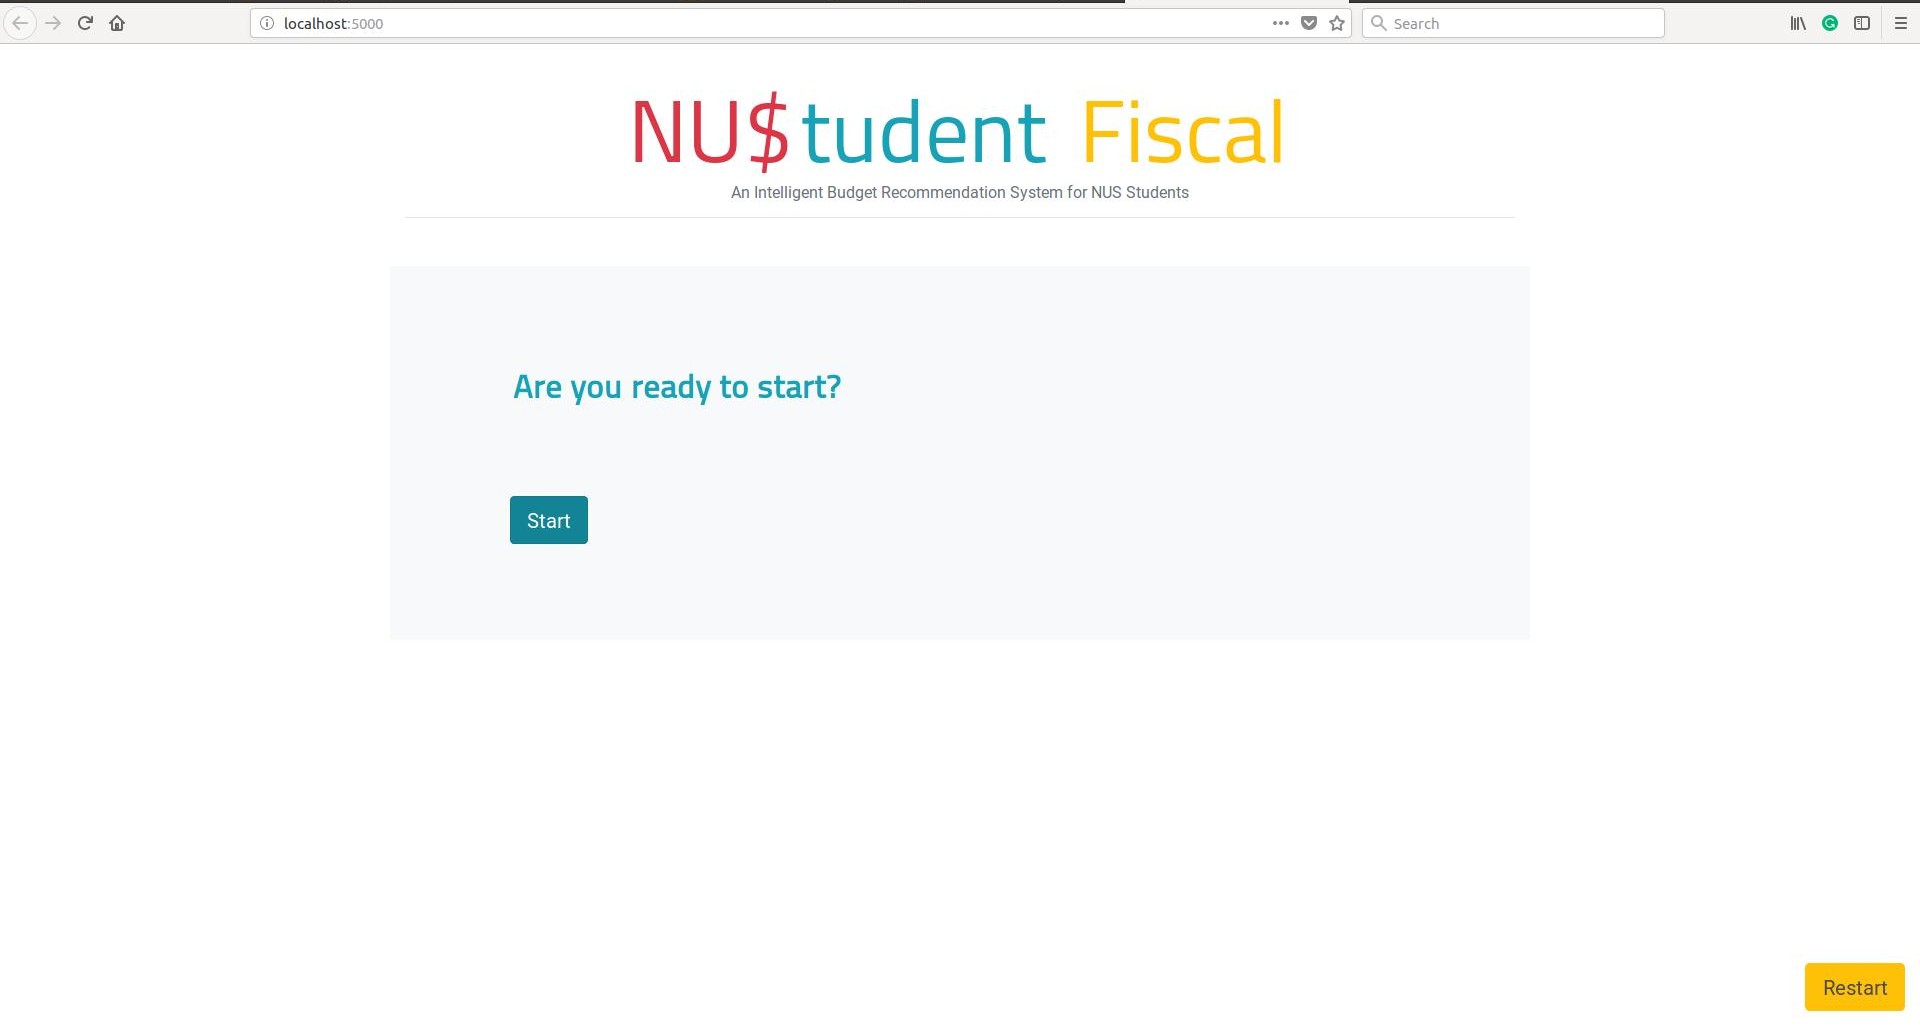 localhost:5000
Search
NU$tudent Fiscal
An Intelligent Budget Recommendation System for NUS Students
Are you ready to start?
Start
Restart